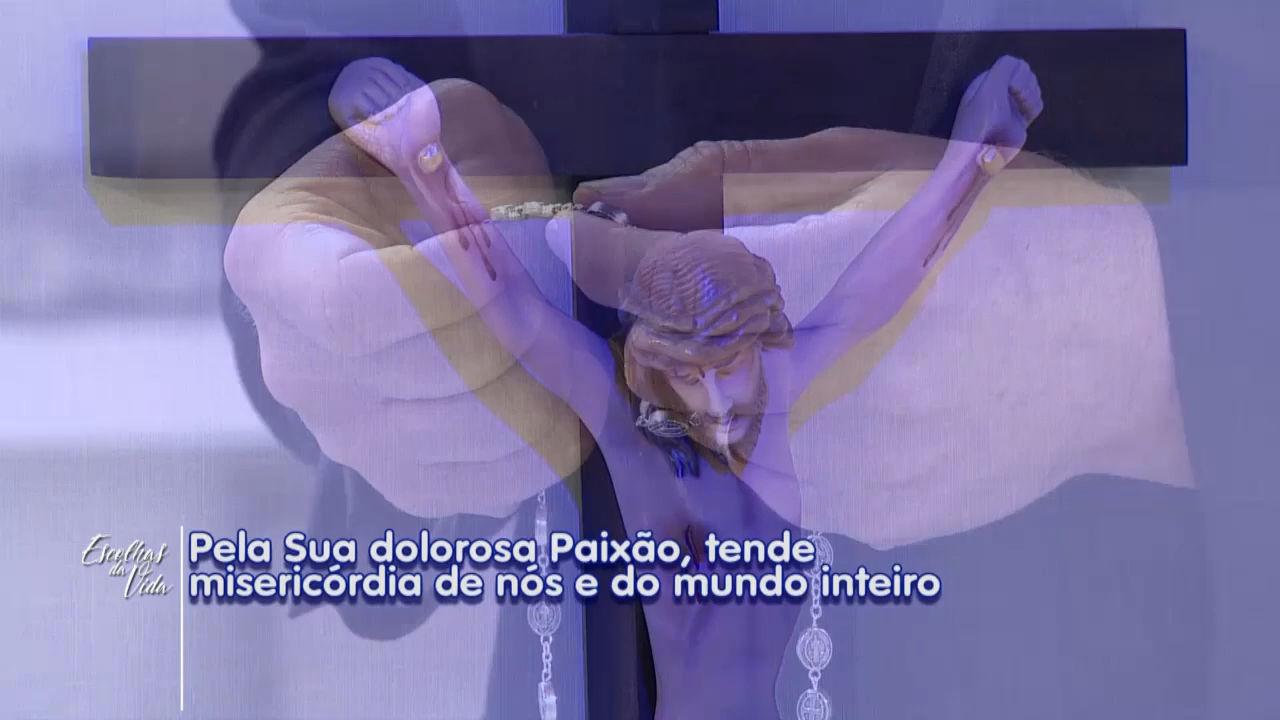 Escolhas
da
Vida
Pela Sua dolorosa Paixão, tende
misericórdia de nós e do mundo inteiro